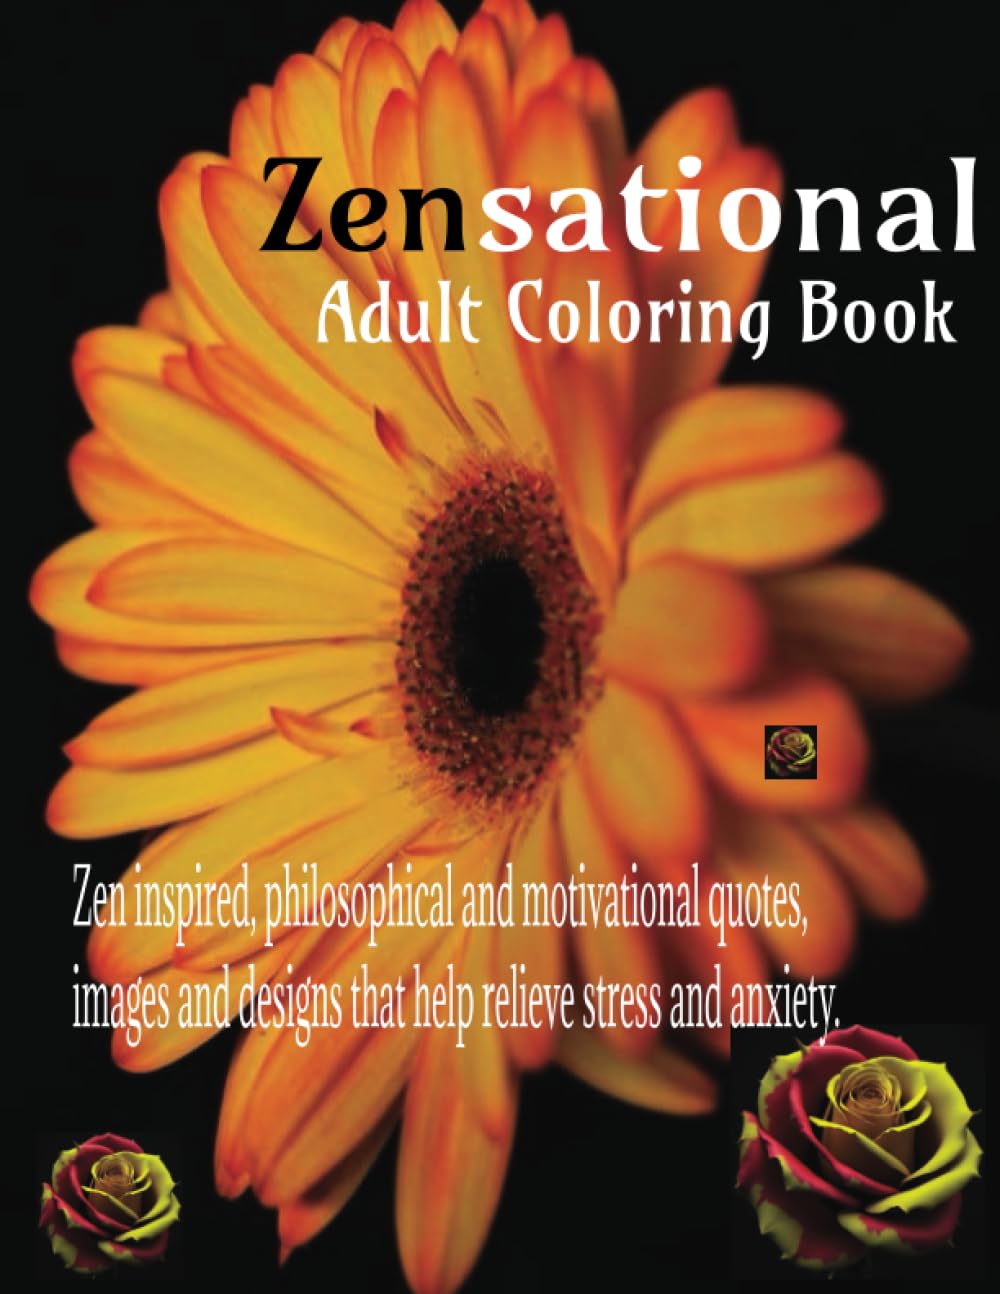 Zensational
Adult Coloring Book
Zen inspired, philosophical and motivational quotes,
images and designs that help relieve stress and anxiety.